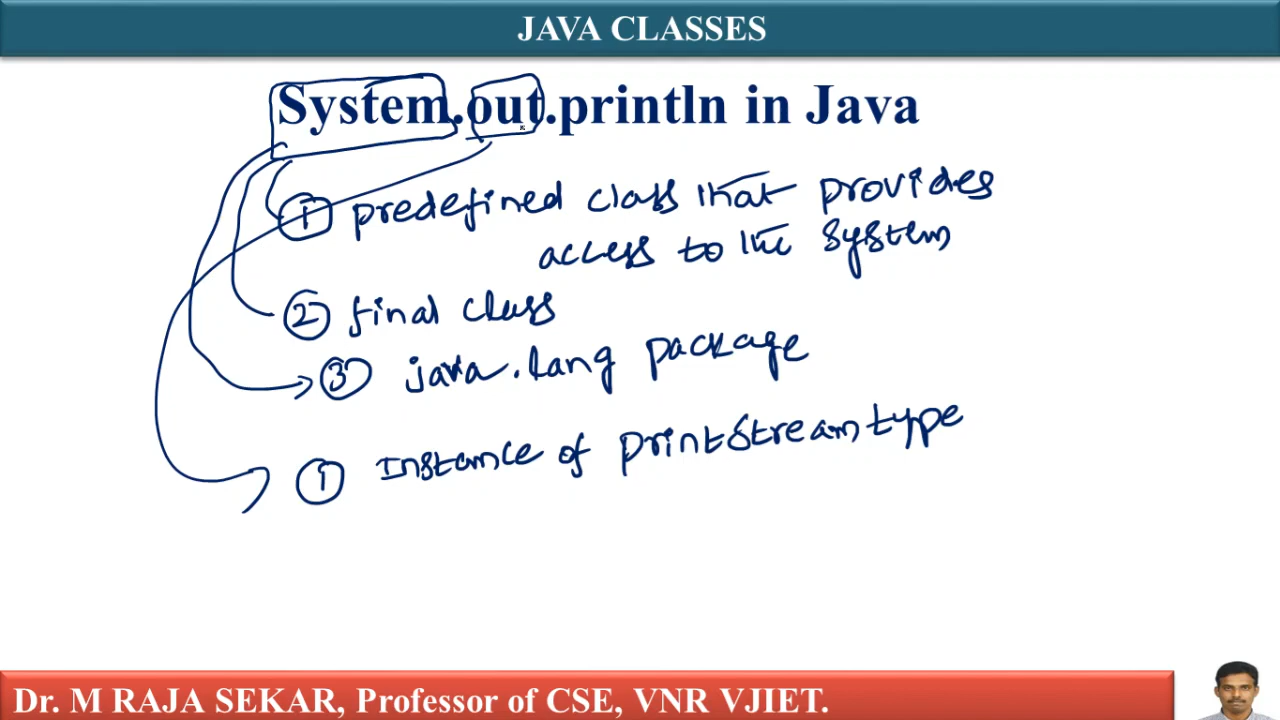 JAVA CLASSES
System.out.println in Java
① predefined class that provides
access to the system
② final class
③ java.lang package
① Instance of printstream type
Dr. M RAJA SEKAR, Professor of CSE, VNR VJIET.